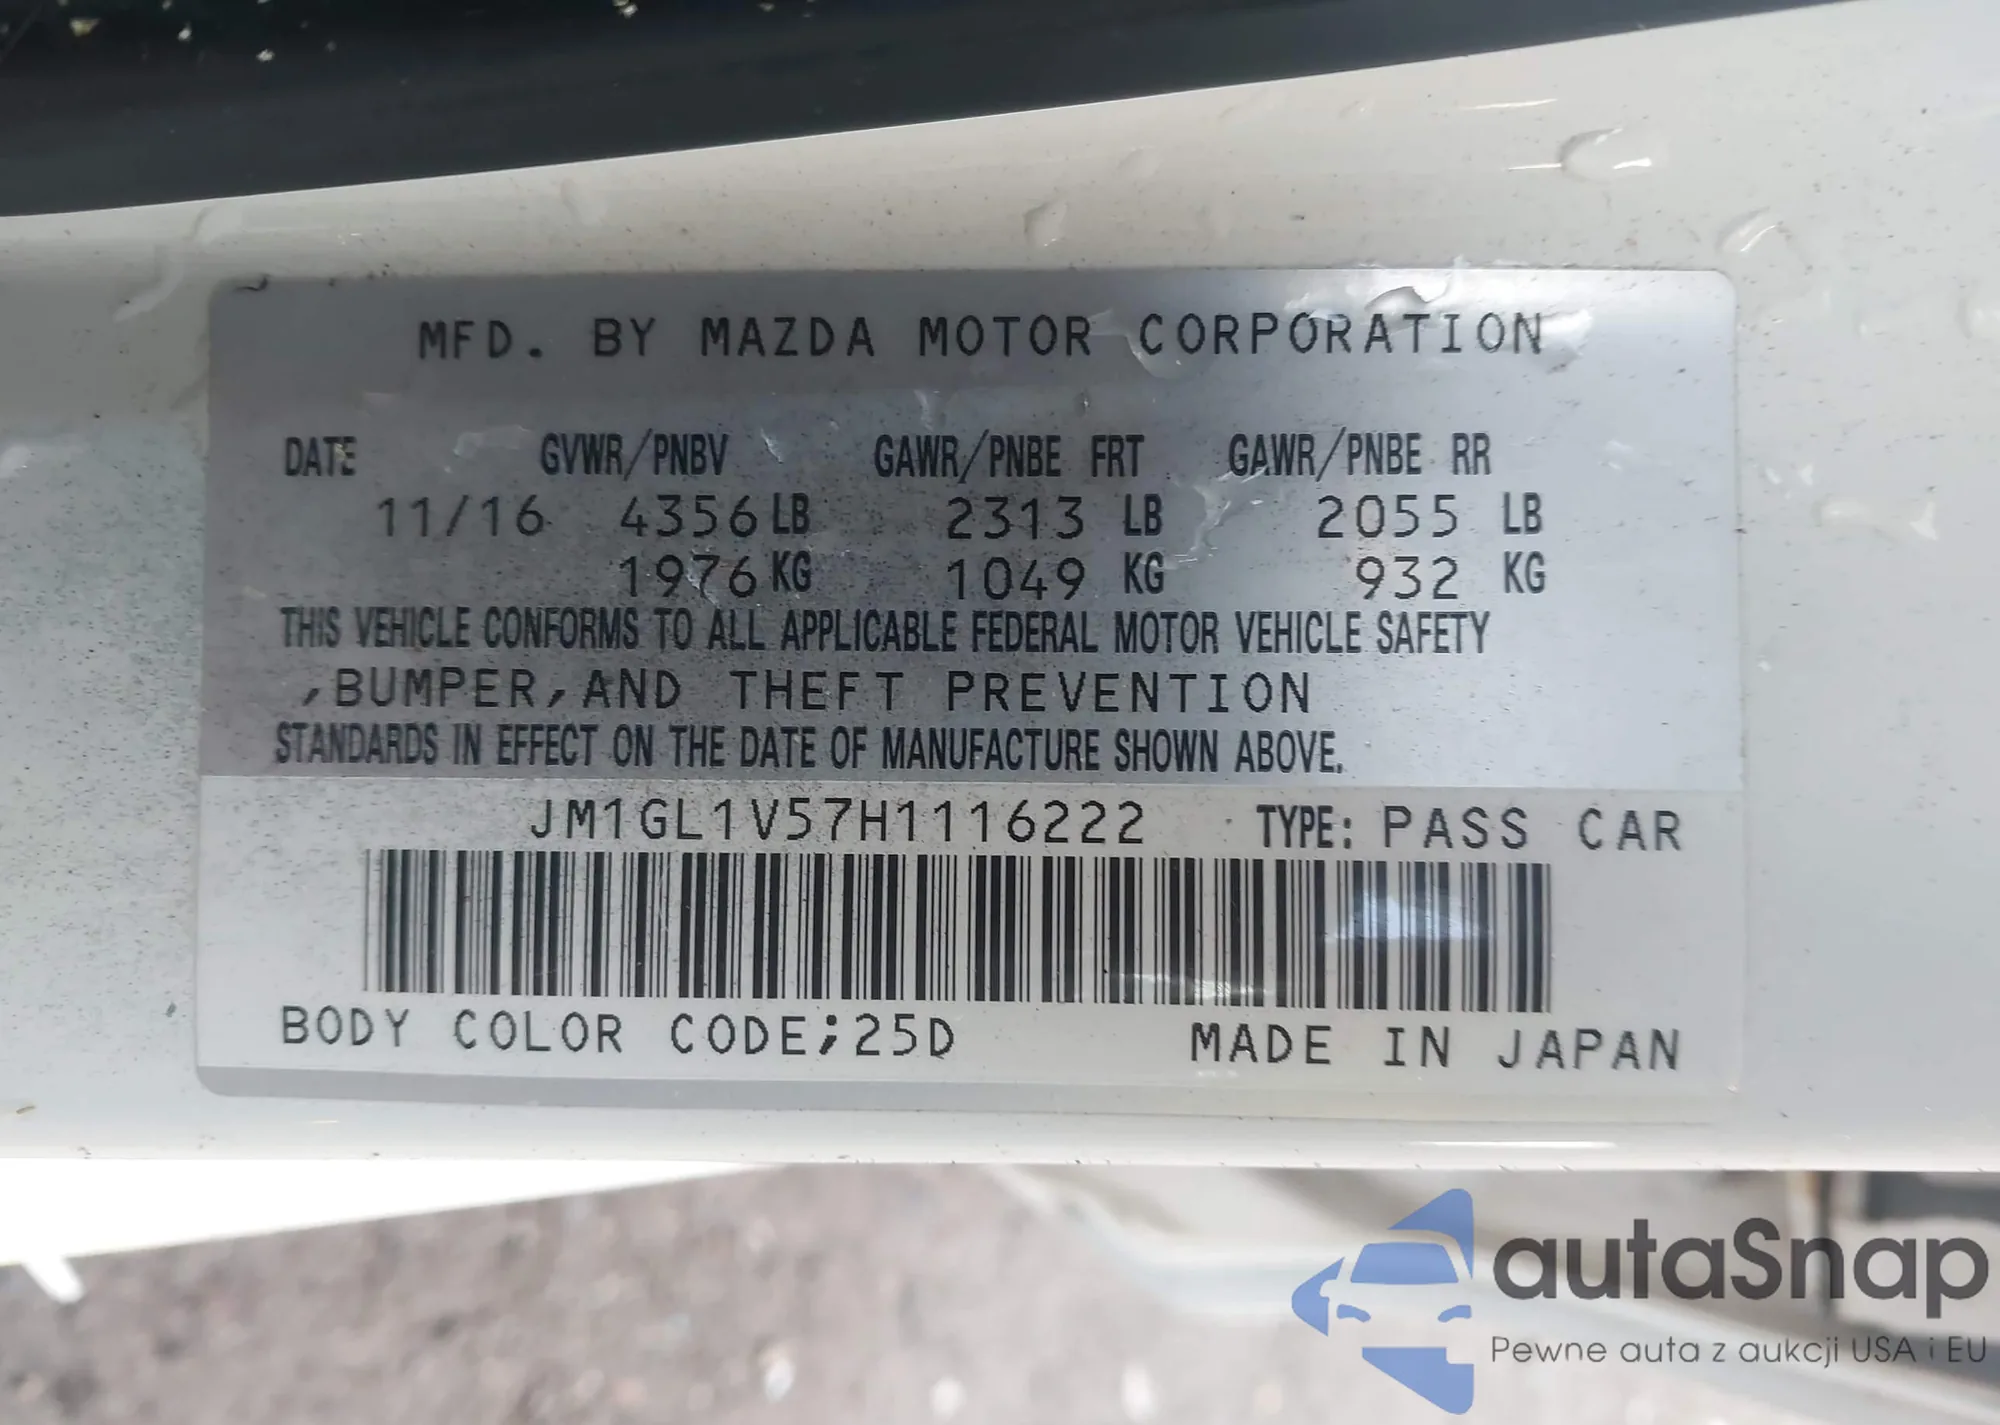 MFD. BY MAZDA MOTOR CORPORATION
DATE GVWR/PNBV GAWR/PNBE FRT GAWR/PNBE RR
11/16 4356 LB 2313 LB 2055 LB
1976 KG 1049 KG 932 KG
THIS VEHICLE CONFORMS TO ALL APPLICABLE FEDERAL MOTOR VEHICLE SAFETY
,BUMPER,AND THEFT PREVENTION
STANDARDS IN EFFECT ON THE DATE OF MANUFACTURE SHOWN ABOVE.
JM1GL1V57H1116222 TYPE: PASS CAR
BODY COLOR CODE;25D MADE IN JAPAN
autaSnap
Pewne auta z aukcji USA i EU